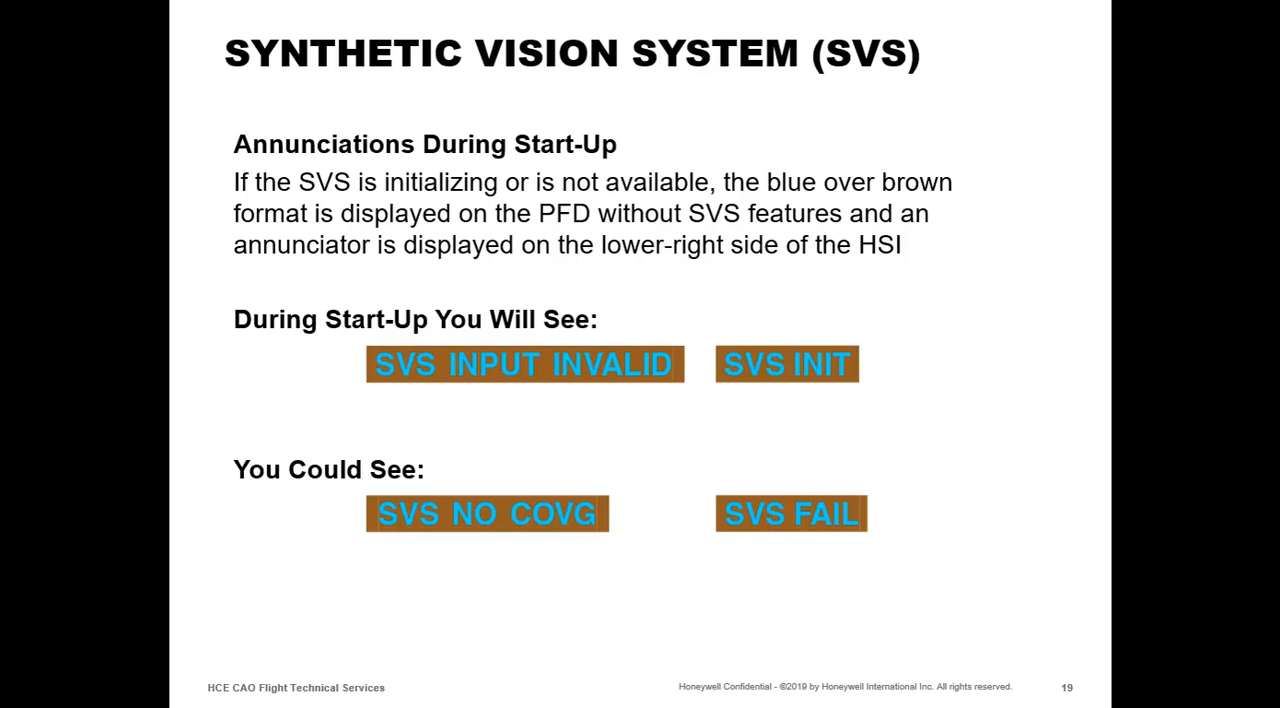 SYNTHETIC VISION SYSTEM (SVS)
Annunciations During Start-Up
If the SVS is initializing or is not available, the blue over brown
format is displayed on the PFD without SVS features and an
annunciator is displayed on the lower-right side of the HSI
During Start-Up You Will See:
SVS INPUT INVALID SVS INIT
You Could See:
SVS NO COVG SVS FAIL
HCE CAO Flight Technical Services Honeywell Confidential - ©2019 by Honeywell International Inc. All rights reserved. 19